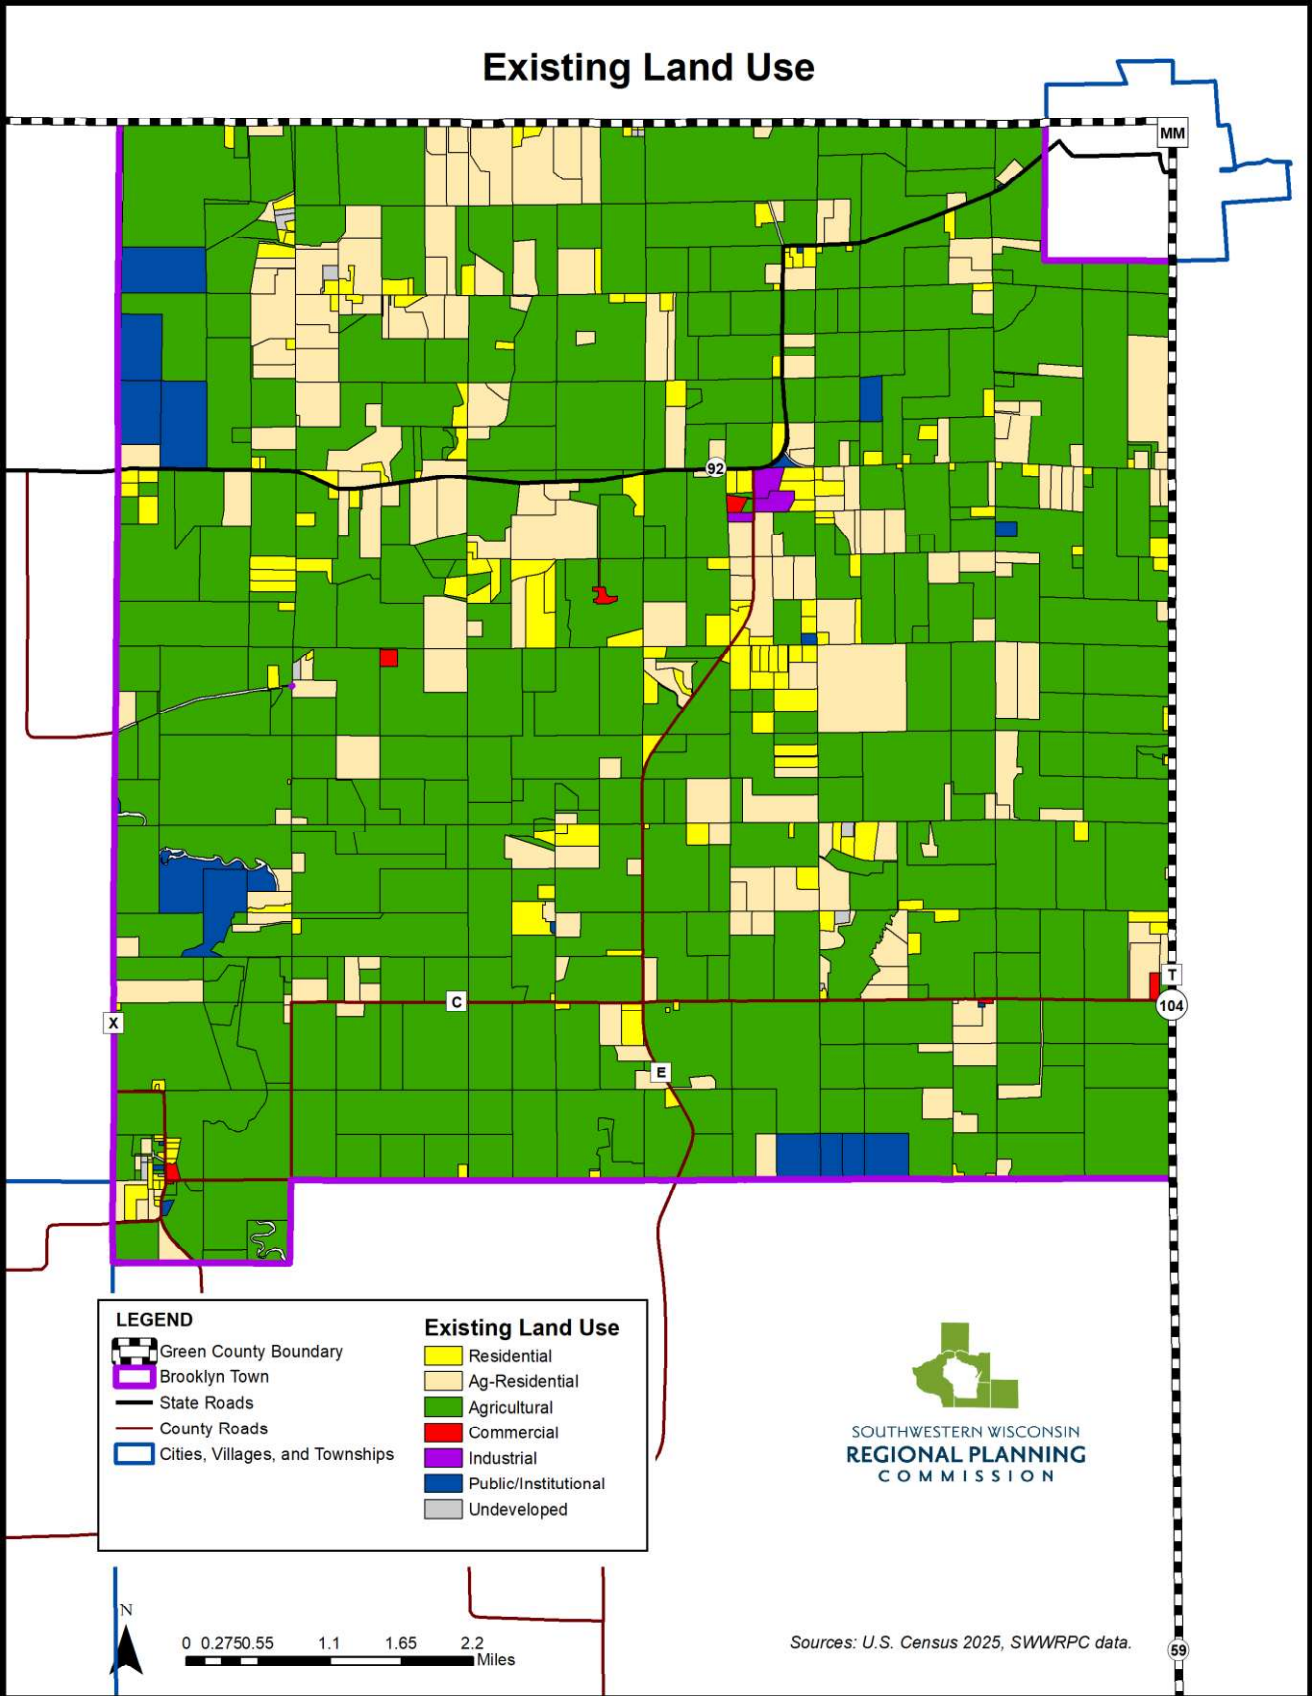 Existing Land Use
MM
92
T
104
C
X
E
LEGEND
Green County Boundary
Brooklyn Town
State Roads
County Roads
Cities, Villages, and Townships
Existing Land Use
Residential
Ag-Residential
Agricultural
Commercial
Industrial
Public/Institutional
Undeveloped
SOUTHWESTERN WISCONSIN
REGIONAL PLANNING
COMMISSION
N
0 0.2750.55 1.1 1.65 2.2
Miles
Sources: U.S. Census 2025, SWWRPC data.
59